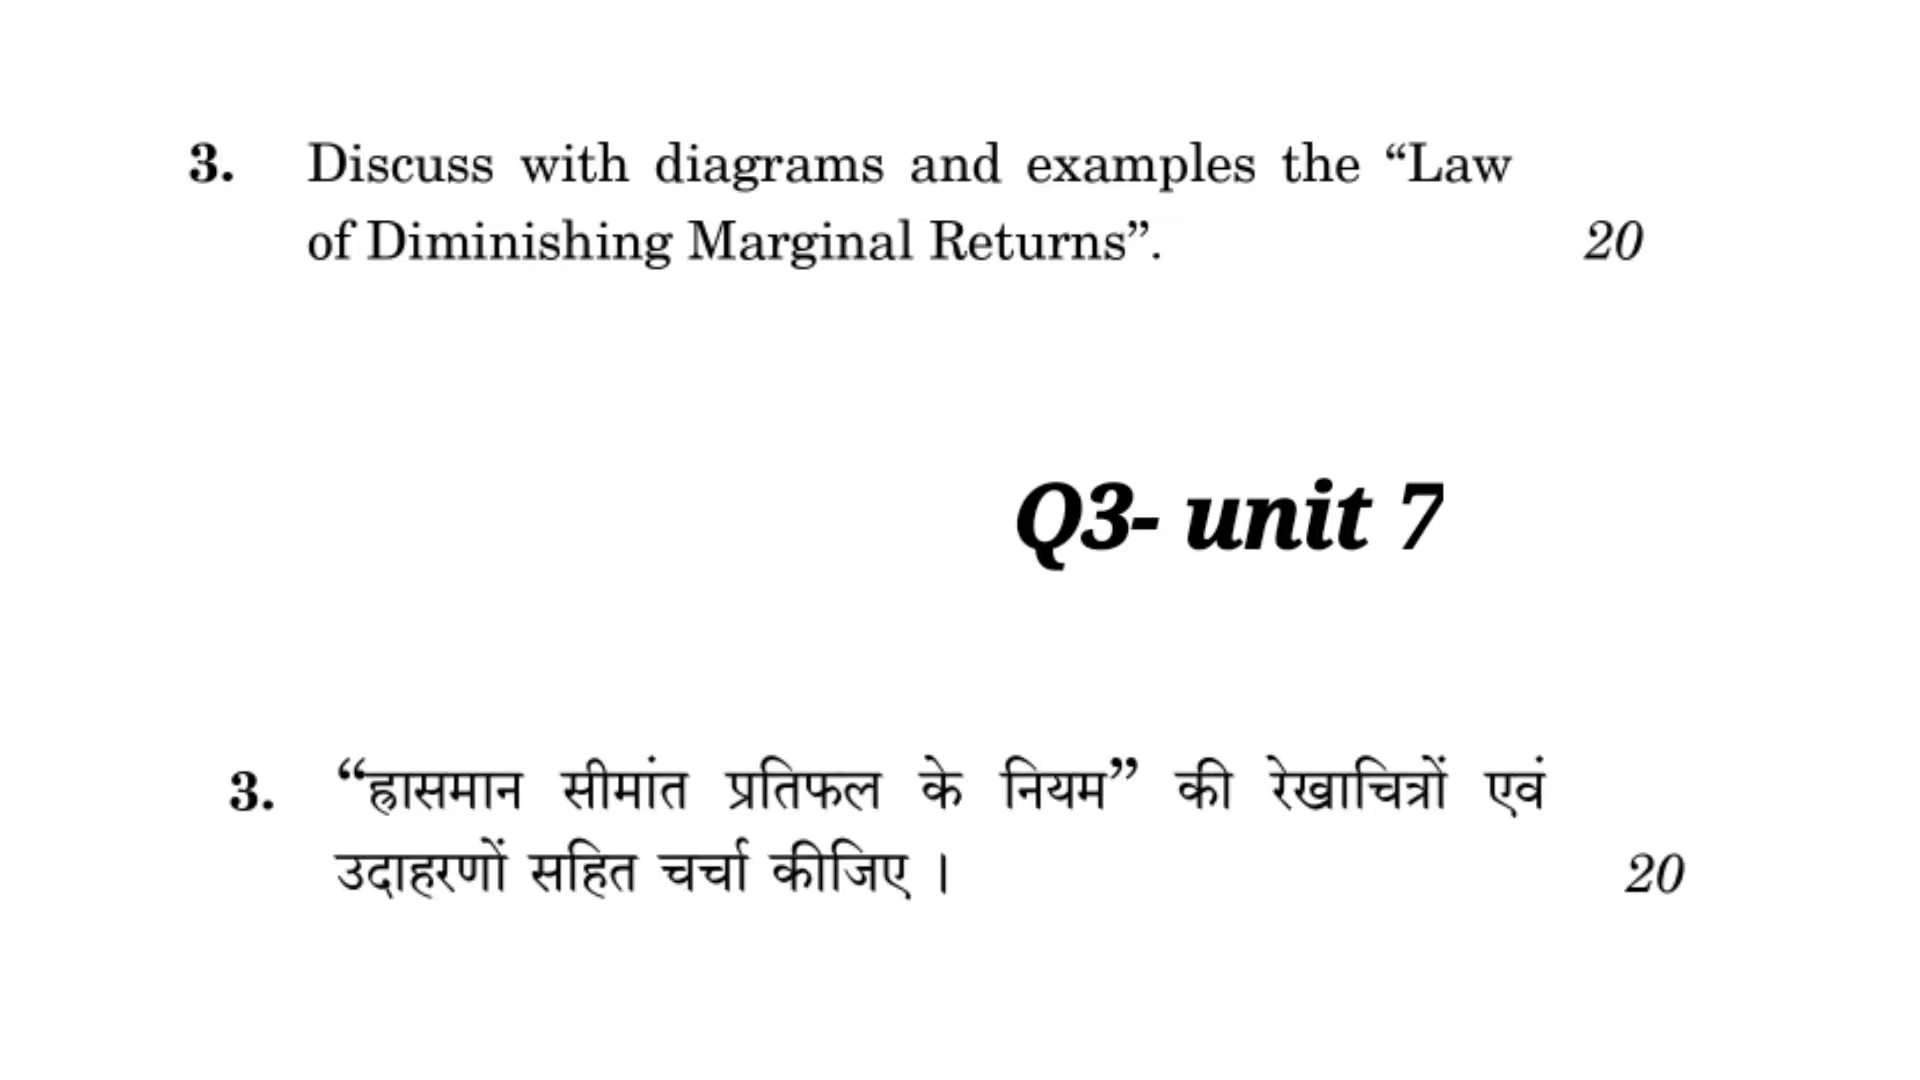 3. Discuss with diagrams and examples the “Law
of Diminishing Marginal Returns”. 20
Q3- unit 7
3. “ह्रासमान सीमांत प्रतिफल के नियम” की रेखाचित्रों एवं
उदाहरणों सहित चर्चा कीजिए । 20